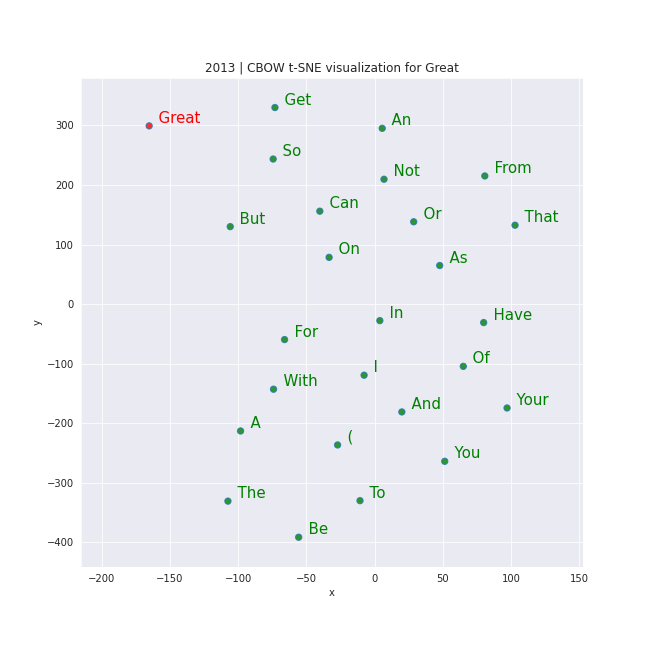 2013 | CBOW t-SNE visualization for Great
Get
Great
An
So
Not
From
Can
Or
But
That
On
As
In
Have
For
I
Of
With
And
Your
A
(
You
The
To
Be
300
200
100
0
−100
−200
−300
−400
y
−200 −150 −100 −50 0 50 100 150
x